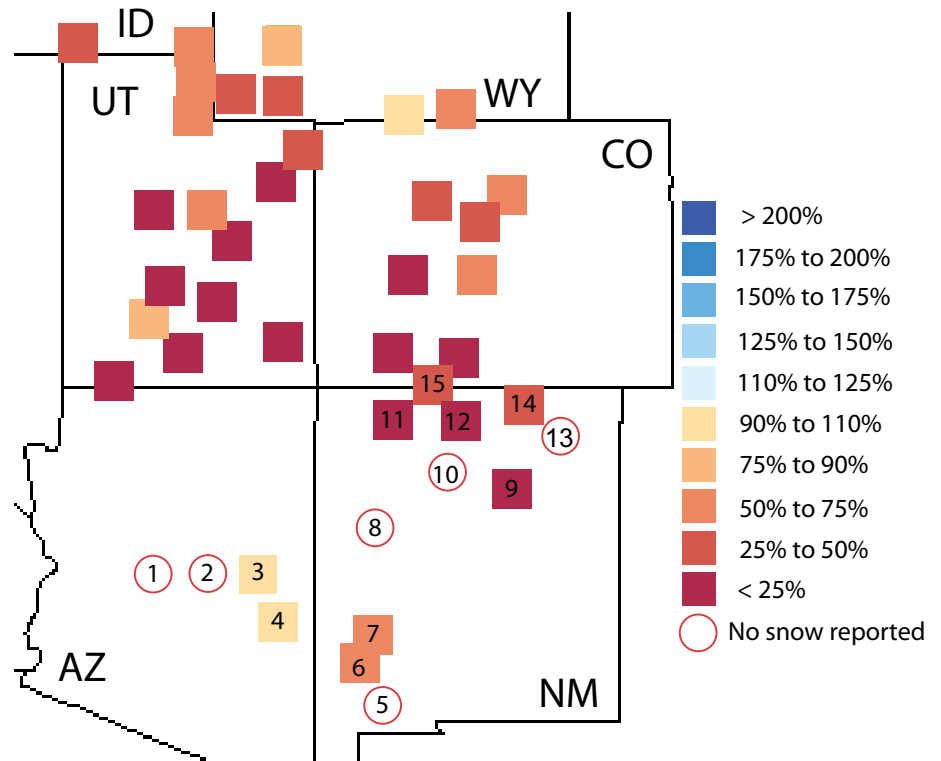 ID
UT
WY
CO
> 200%
175% to 200%
150% to 175%
125% to 150%
110% to 125%
90% to 110%
75% to 90%
50% to 75%
25% to 50%
< 25%
No snow reported
15
14
11
12
13
10
9
8
1
2
3
4
7
6
5
AZ
NM